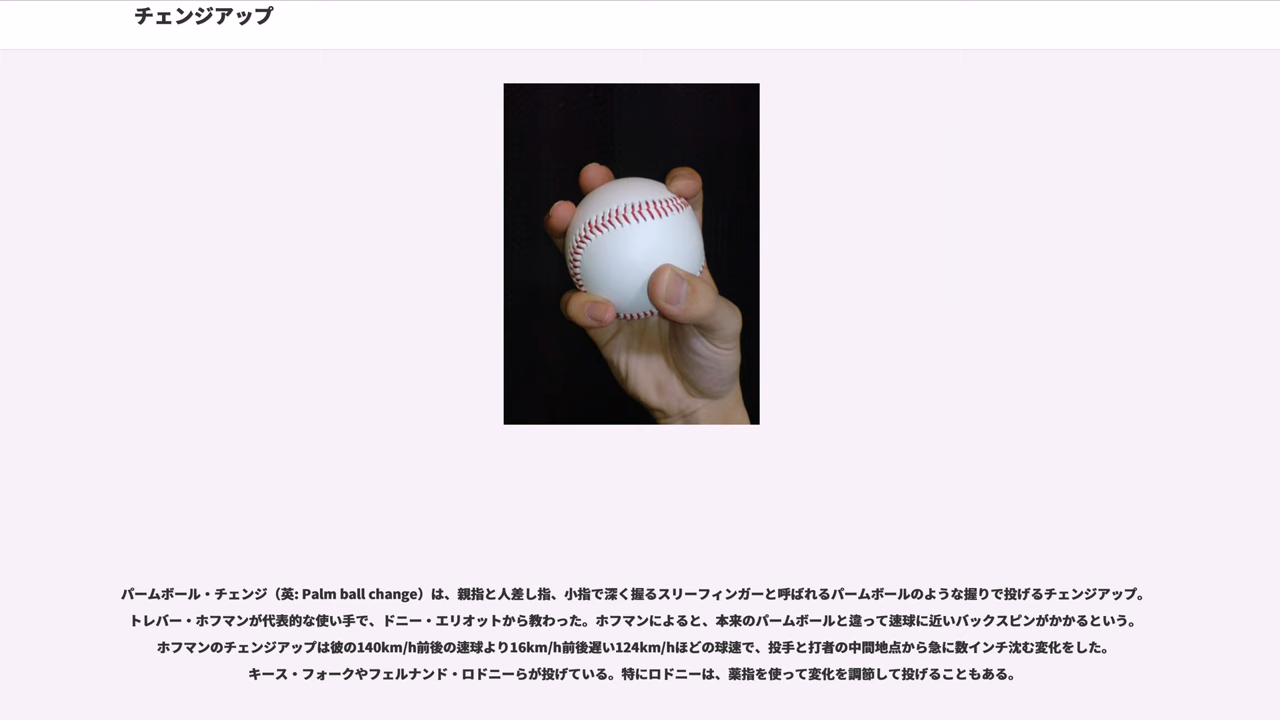 チェンジアップ
パームボール・チェンジ（英: Palm ball change）は、親指と人差し指、小指で深く握るスリーフィンガーと呼ばれるパームボールのような握りで投げるチェンジアップ。
トレバー・ホフマンが代表的な使い手で、ドニー・エリオットから教わった。ホフマンによると、本来のパームボールと違って速球に近いバックスピンがかかるという。
ホフマンのチェンジアップは彼の140km/h前後の速球より16km/h前後遅い124km/hほどの球速で、投手と打者の中間地点から急に数インチ沈む変化をした。
キース・フォークやフェルナンド・ロドニーらが投げている。特にロドニーは、薬指を使って変化を調節して投げることもある。